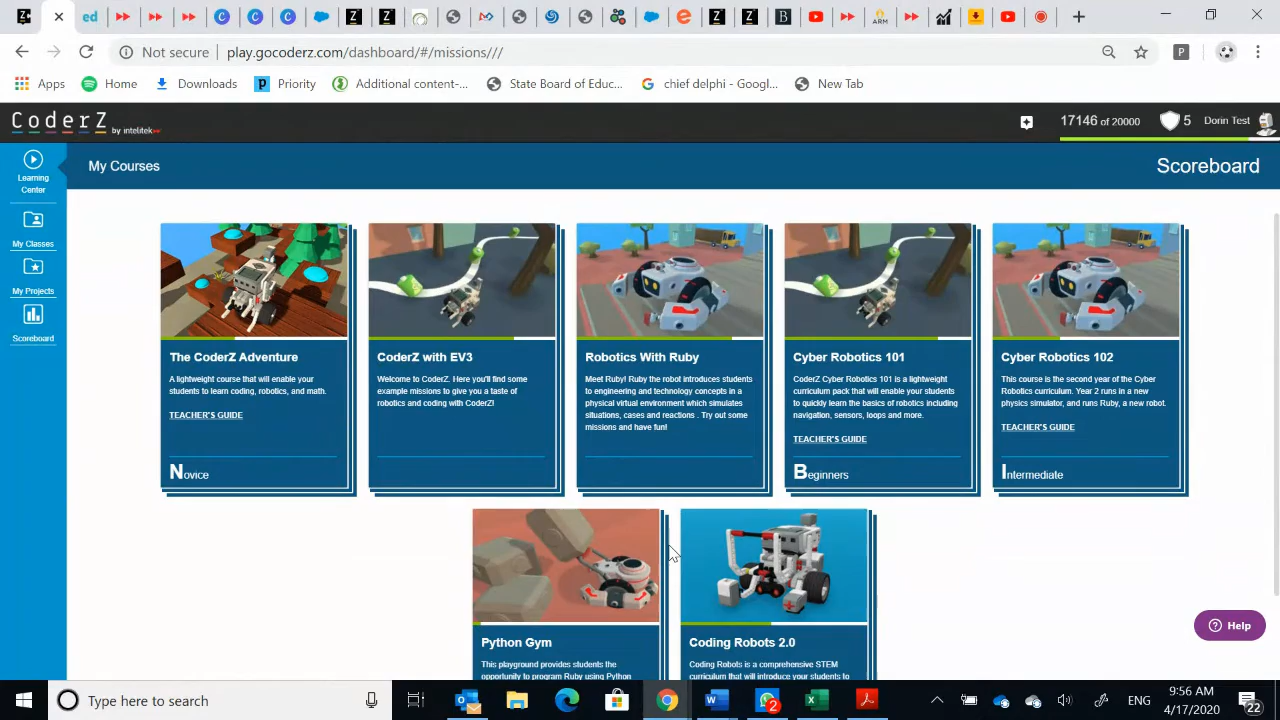 ed
Not secure
play.gocoderz.com/dashboard/#/missions///
P
Apps
Home
Downloads
Priority
Additional content-...
State Board of Educ...
chief delphi - Googl...
New Tab
CoderZ by intelitek
17146 of 20000
5
Dorin Test
Learning
Center
My Courses
Scoreboard
My Classes
My Projects
Scoreboard
The CoderZ Adventure
A lightweight course that will enable your
students to learn coding, robotics, and math.
TEACHER'S GUIDE
Novice
CoderZ with EV3
Welcome to CoderZ. Here you'll find some
example missions to give you a taste of
robotics and coding with CoderZ!
Robotics With Ruby
Meet Ruby! Ruby the robot introduces students
to engineering and technology concepts in a
physical virtual environment which simulates
situations, cases and reactions . Try out some
missions and have fun!
Cyber Robotics 101
CoderZ Cyber Robotics 101 is a lightweight
curriculum pack that will enable your students
to quickly learn the basics of robotics including
navigation, sensors, loops and more.
TEACHER'S GUIDE
Beginners
Cyber Robotics 102
This course is the second year of the Cyber
Robotics curriculum. Year 2 runs in a new
physics simulator, and runs Ruby, a new robot.
TEACHER'S GUIDE
Intermediate
Python Gym
This playground provides students the
opportunity to program Ruby using Python
Coding Robots 2.0
Coding Robots is a comprehensive STEM
curriculum that will introduce your students to
Help
Type here to search
2
ENG
9:56 AM
4/17/2020
22